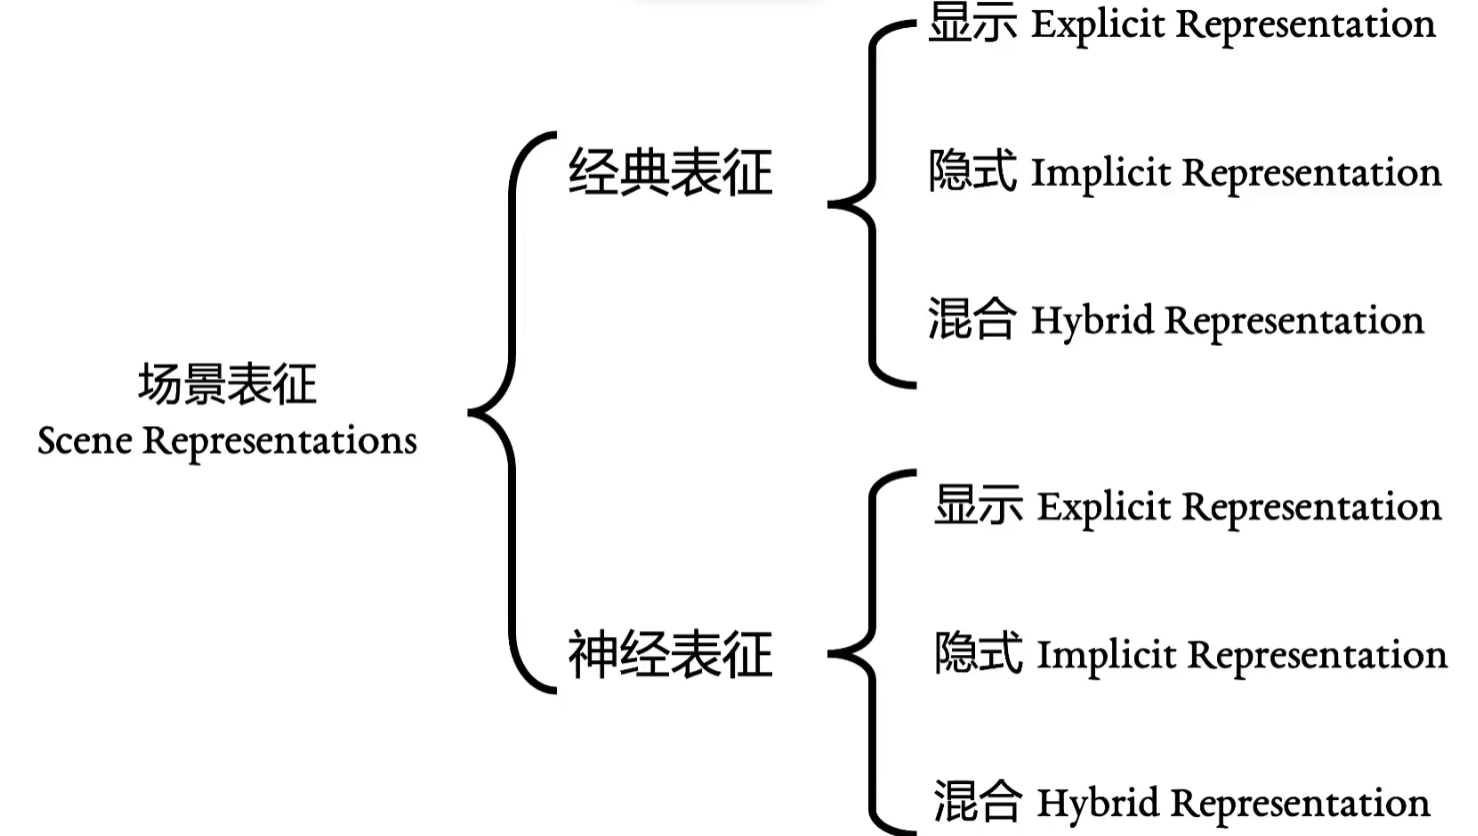 显示 Explicit Representation
经典表征
隐式 Implicit Representation
混合 Hybrid Representation
场景表征
Scene Representations
显示 Explicit Representation
神经表征
隐式 Implicit Representation
混合 Hybrid Representation